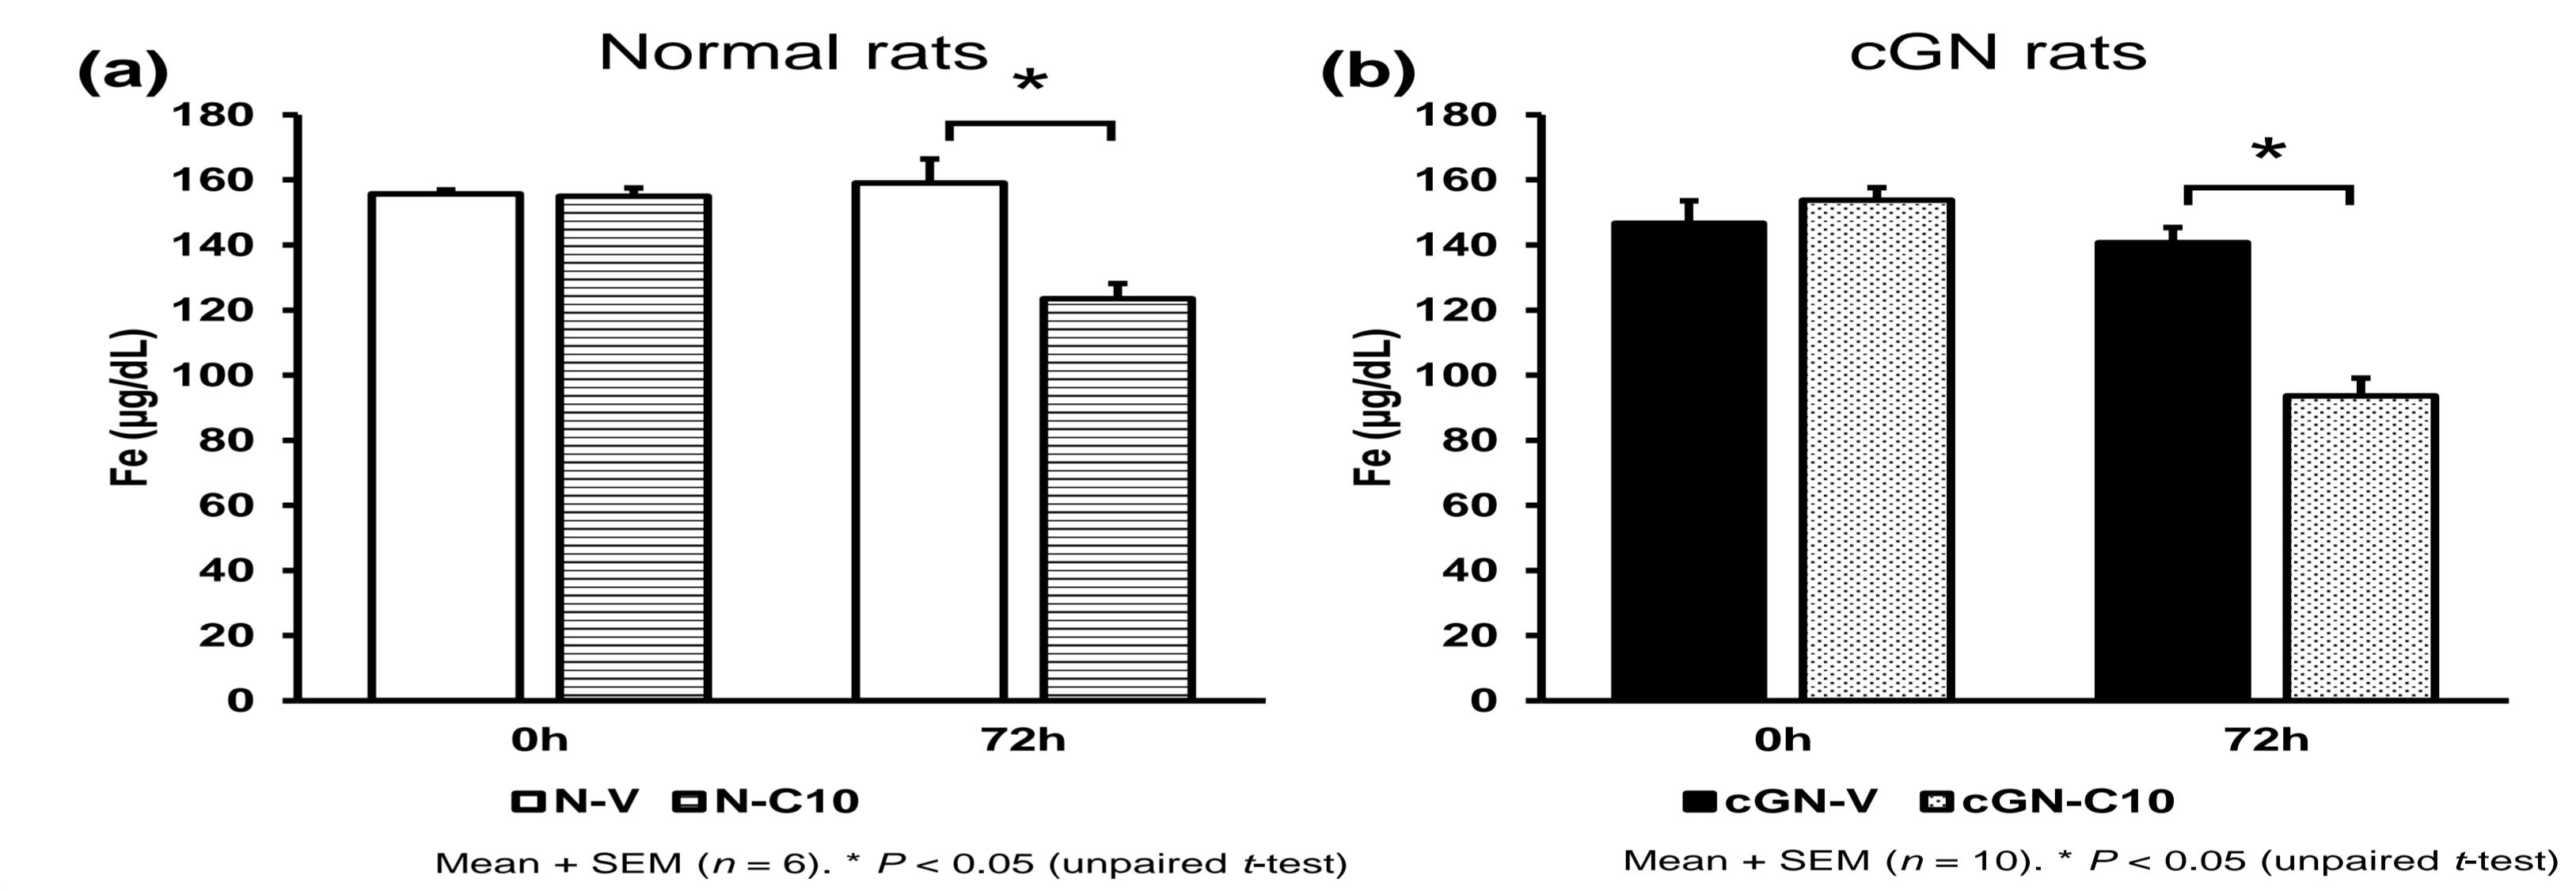 (a)
Normal rats
*
180
160
140
120
100
80
60
40
20
0
Fe (µg/dL)
0h
72h
N-V
N-C10
Mean + SEM (n = 6). * P < 0.05 (unpaired t-test)
(b)
cGN rats
*
180
160
140
120
100
80
60
40
20
0
Fe (µg/dL)
0h
72h
cGN-V
cGN-C10
Mean + SEM (n = 10). * P < 0.05 (unpaired t-test)